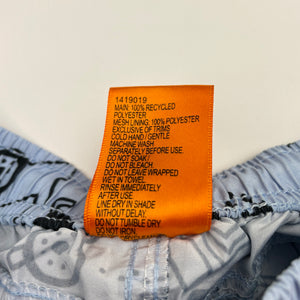 1419019
MAIN: 100% RECYCLED
POLYESTER
MESH LINING: 100% POLYESTER
EXCLUSIVE OF TRIMS
COLD HAND / GENTLE
MACHINE WASH
SEPARATELY BEFORE USE.
DO NOT SOAK/
BLEACH
DO NOT LEAVE WRAPPED
WET IN TOWEL
RINSE IMMEDIATELY
AFTER USE.
LINE DRY IN SHADE
WITHOUT DELAY.
DO NOT TUMBLE DRY
DO NOT IRON.